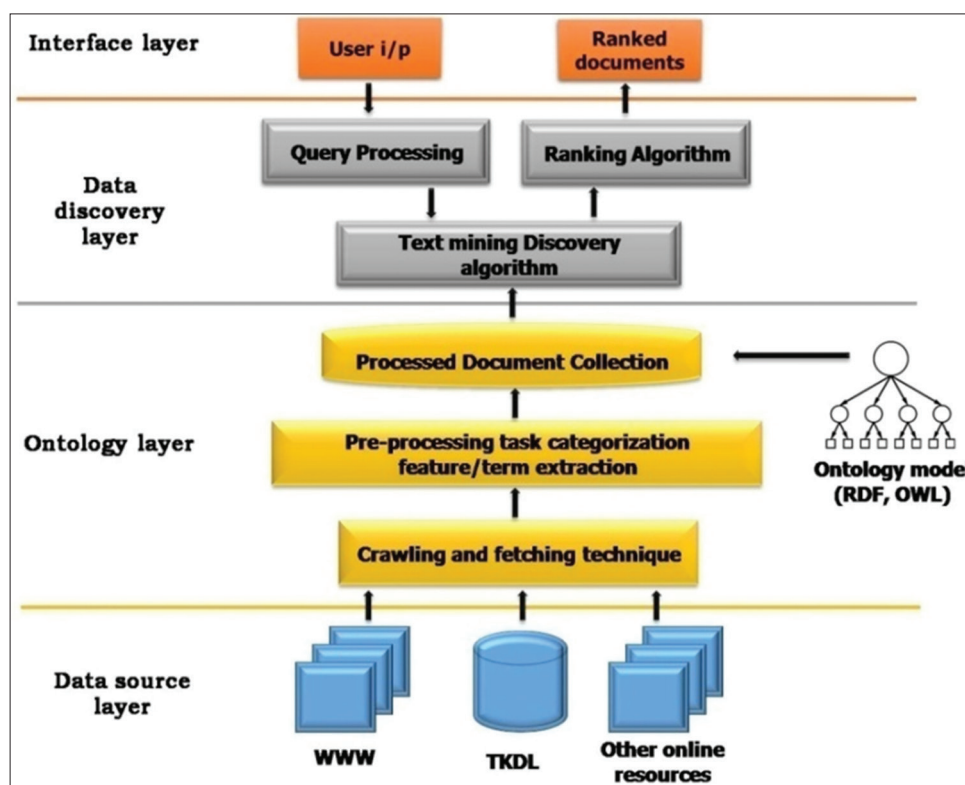 Interface layer
User i/p
Ranked
documents
Query Processing
Ranking Algorithm
Data
discovery
layer
Text mining Discovery
algorithm
Processed Document Collection
Ontology layer
Pre-processing task categorization
feature/term extraction
Ontology mode
(RDF, OWL)
Crawling and fetching technique
Data source
layer
WWW
TKDL
Other online
resources